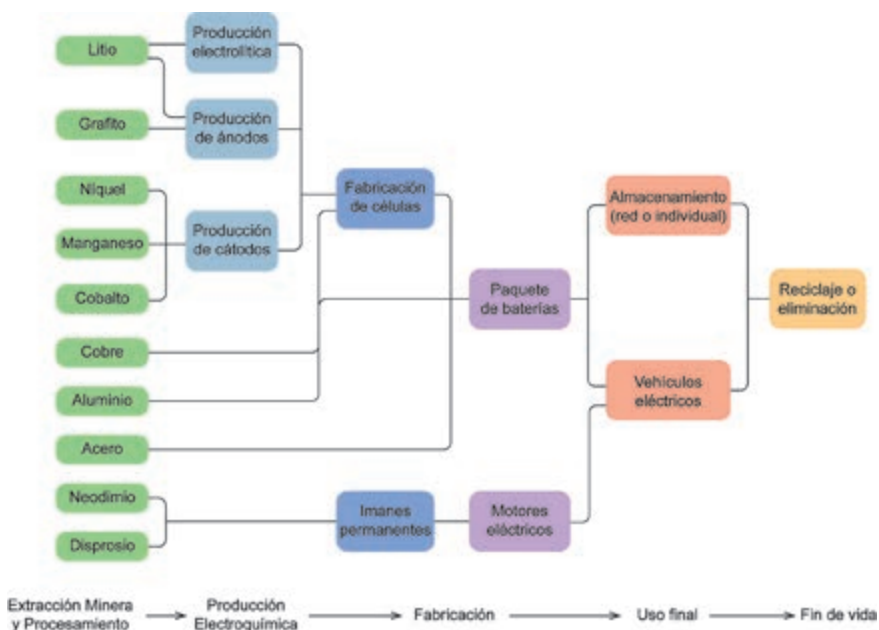 Litio
Producción
electrolítica
Grafito
Producción
de ánodos
Níquel
Manganeso
Cobalto
Producción
de cátodos
Fabricación
de células
Cobre
Aluminio
Acero
Paquete
de baterías
Almacenamiento
(red o individual)
Vehículos
eléctricos
Reciclaje o
eliminación
Neodimio
Disprosio
Imanes
permanentes
Motores
eléctricos
Extracción Minera
y Procesamiento
Producción
Electroquímica
Fabricación
Uso final
Fin de vida